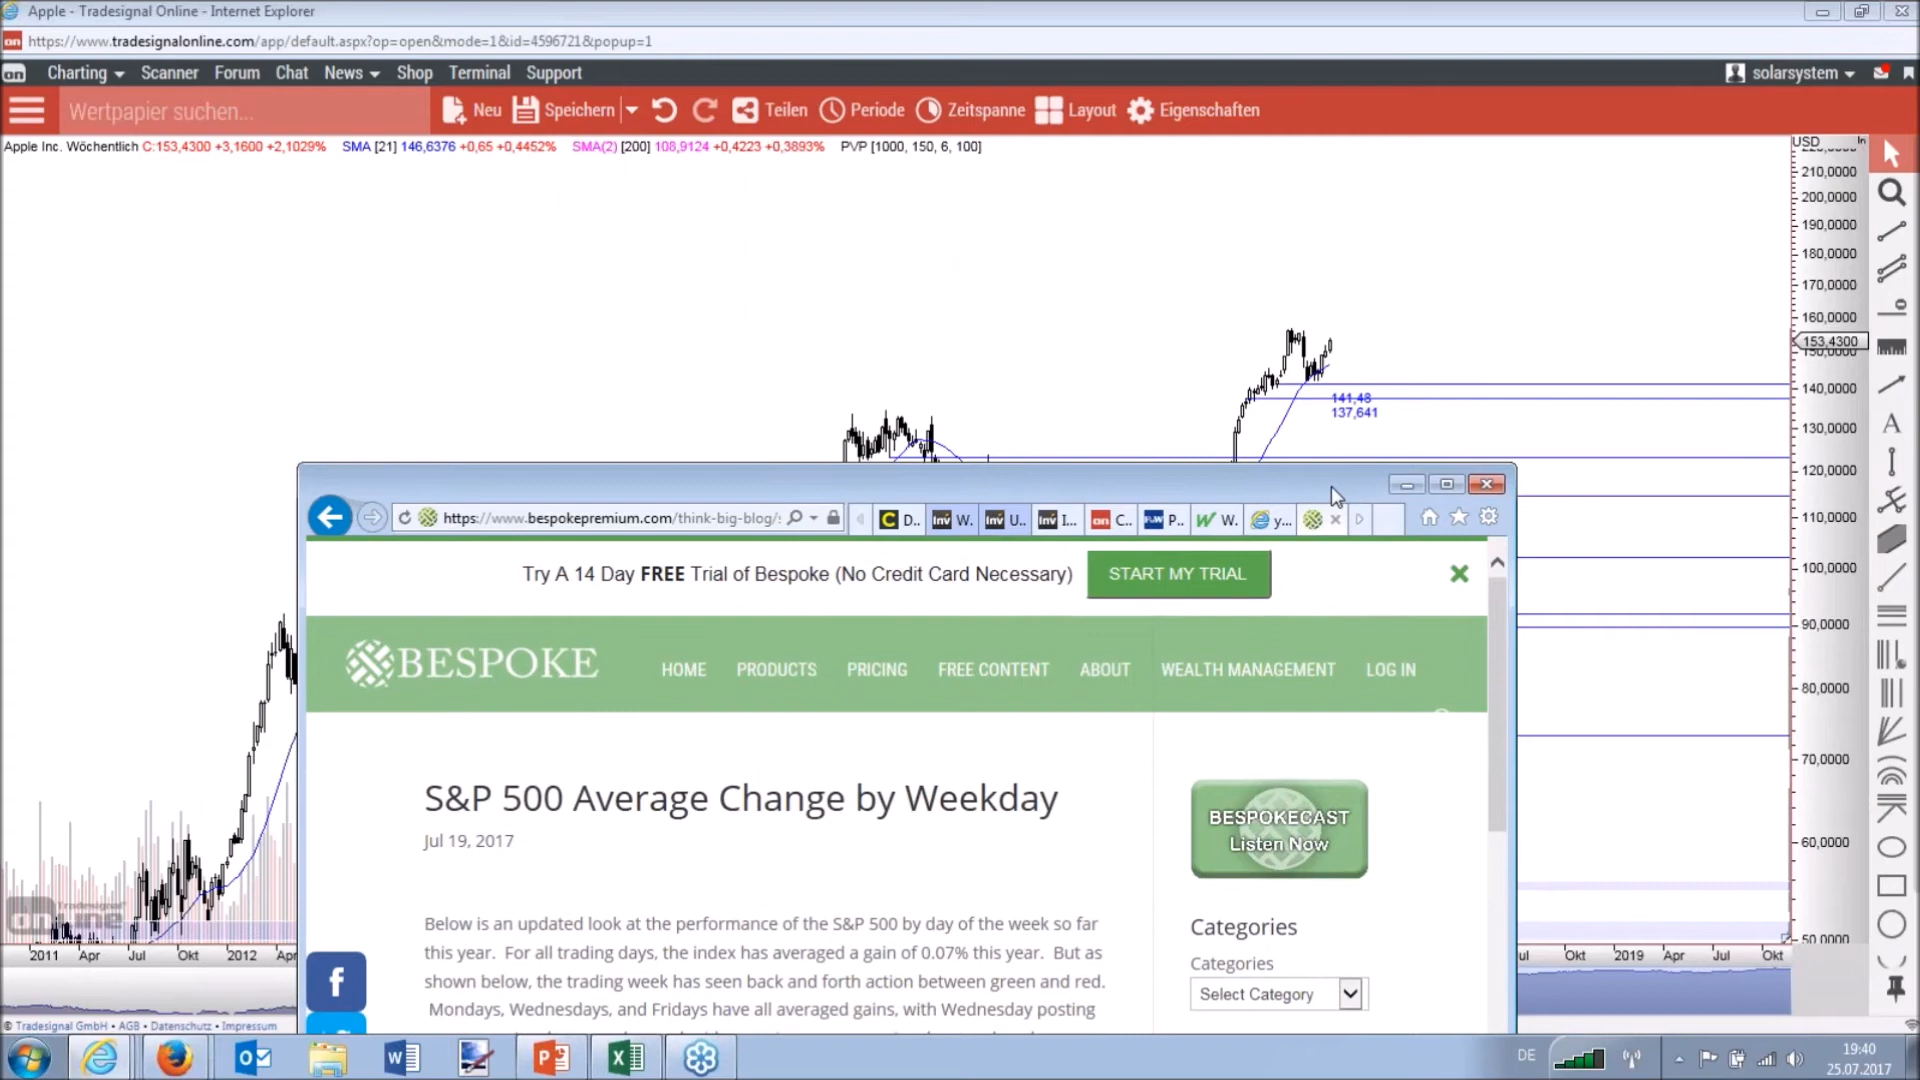 Apple - Tradesignal Online - Internet Explorer
https://www.tradesignalonline.com/app/default.aspx?op=open&mode=1&id=4596721&popup=1
on Charting Scanner Forum Chat News Shop Terminal Support solarsystem
Wertpapier suchen... Neu Speichern Teilen Periode Zeitspanne Layout Eigenschaften
Apple Inc. Wöchentlich C:153,4300 +3,1600 +2,1029% SMA [21] 146,6376 +0,65 +0,4452% SMA(2) [200] 108,9124 +0,4223 +0,3893% PVP [1000, 150, 6, 100] USD ln
210,0000
200,0000
190,0000
180,0000
170,0000
160,0000
153,4300
150,0000
140,0000
141,48
137,641
130,0000
120,0000
110,0000
100,0000
90,0000
80,0000
70,0000
60,0000
50,0000
https://www.bespokepremium.com/think-big-blog/ D.. W. U.. I... C.. P.. W. y...
Try A 14 Day FREE Trial of Bespoke (No Credit Card Necessary) START MY TRIAL
BESPOKE HOME PRODUCTS PRICING FREE CONTENT ABOUT WEALTH MANAGEMENT LOG IN
S&P 500 Average Change by Weekday
Jul 19, 2017
BESPOKECAST
Listen Now
Below is an updated look at the performance of the S&P 500 by day of the week so far
this year. For all trading days, the index has averaged a gain of 0.07% this year. But as
shown below, the trading week has seen back and forth action between green and red.
Mondays, Wednesdays, and Fridays have all averaged gains, with Wednesday posting
Categories
Categories
Select Category
Tradesignal
online
2011 Apr Jul Okt 2012 Apr
ul Okt 2019 Apr Jul Okt
© Tradesignal GmbH • AGB • Datenschutz • Impressum
DE
19:40
25.07.2017